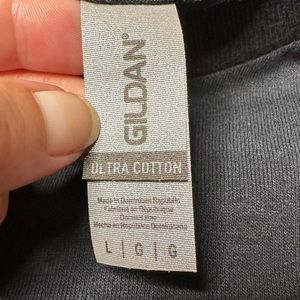 GILDAN®
ULTRA COTTON
Made in Dominican Republic
Fabriqué en République
Dominicaine
Hecho en República Dominicana
L | G | G